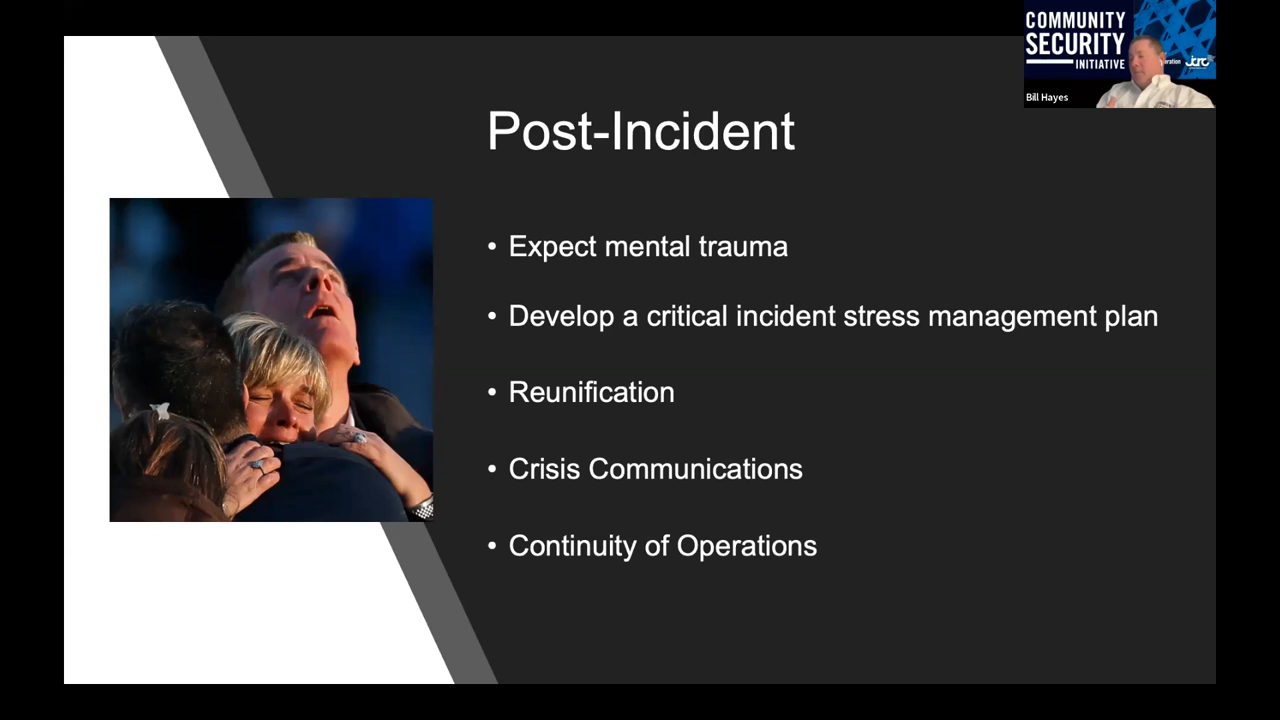 COMMUNITY
SECURITY
INITIATIVE
jcrc
Bill Hayes
Post-Incident
• Expect mental trauma
• Develop a critical incident stress management plan
• Reunification
• Crisis Communications
• Continuity of Operations